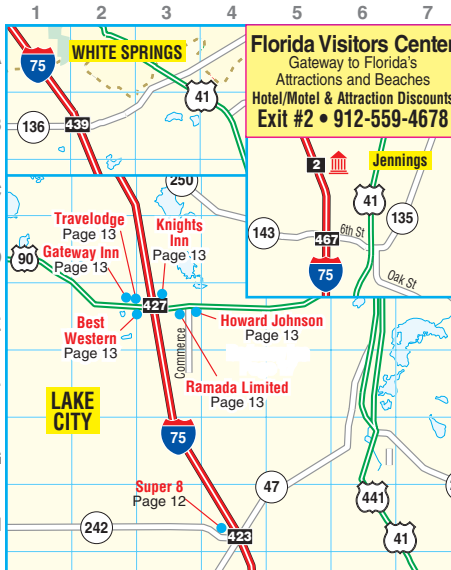 1 2 3 4 5 6 7
WHITE SPRINGS
75
41
136
439
Florida Visitors Center
Gateway to Florida's
Attractions and Beaches
Hotel/Motel & Attraction Discounts
Exit #2 • 912-559-4678
2
Jennings
41
135
143
6th St
467
75
Oak St
250
Travelodge
Page 13
Knights
Inn
Page 13
Gateway Inn
Page 13
90
427
Best
Western
Page 13
Howard Johnson
Page 13
Commerce
Ramada Limited
Page 13
LAKE
CITY
75
Super 8
Page 12
47
441
242
423
41